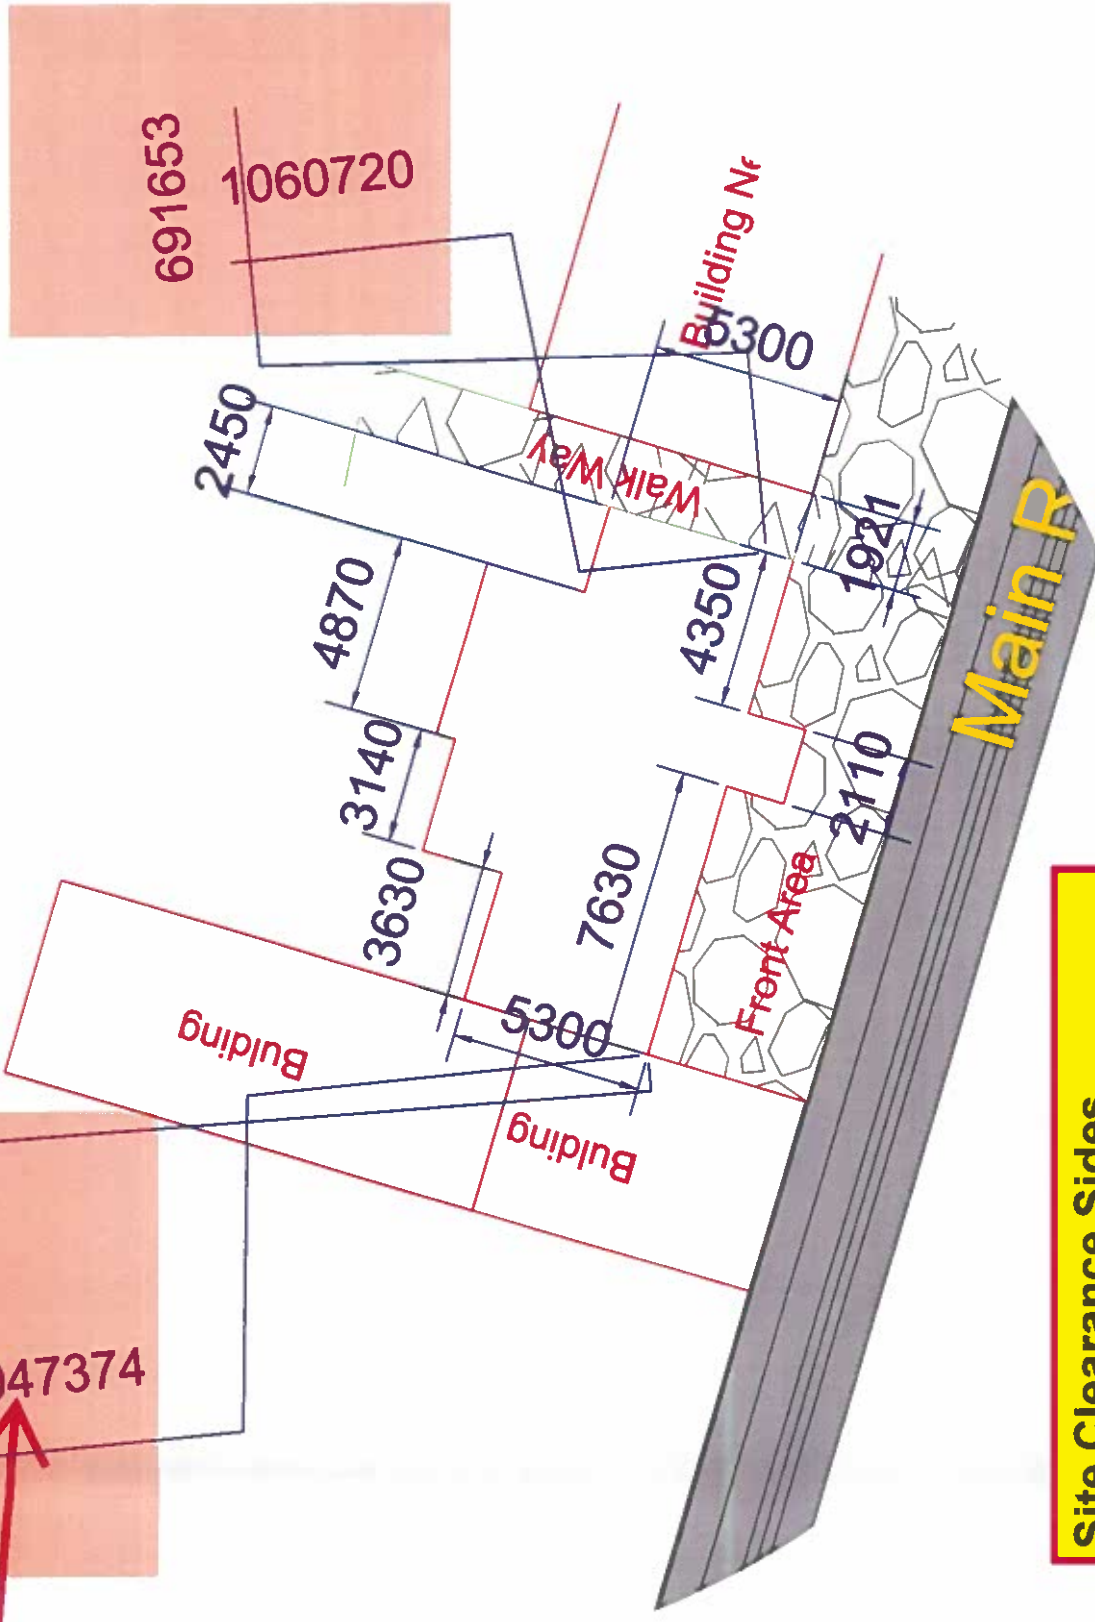 691653
1060720
2450
Building Nr
5300
Walk Way
4870
4350
1921
3140
Main R
3630
7630
2110
Front Area
Bulding
5300
Bulding
047374
Site Clearance Sides